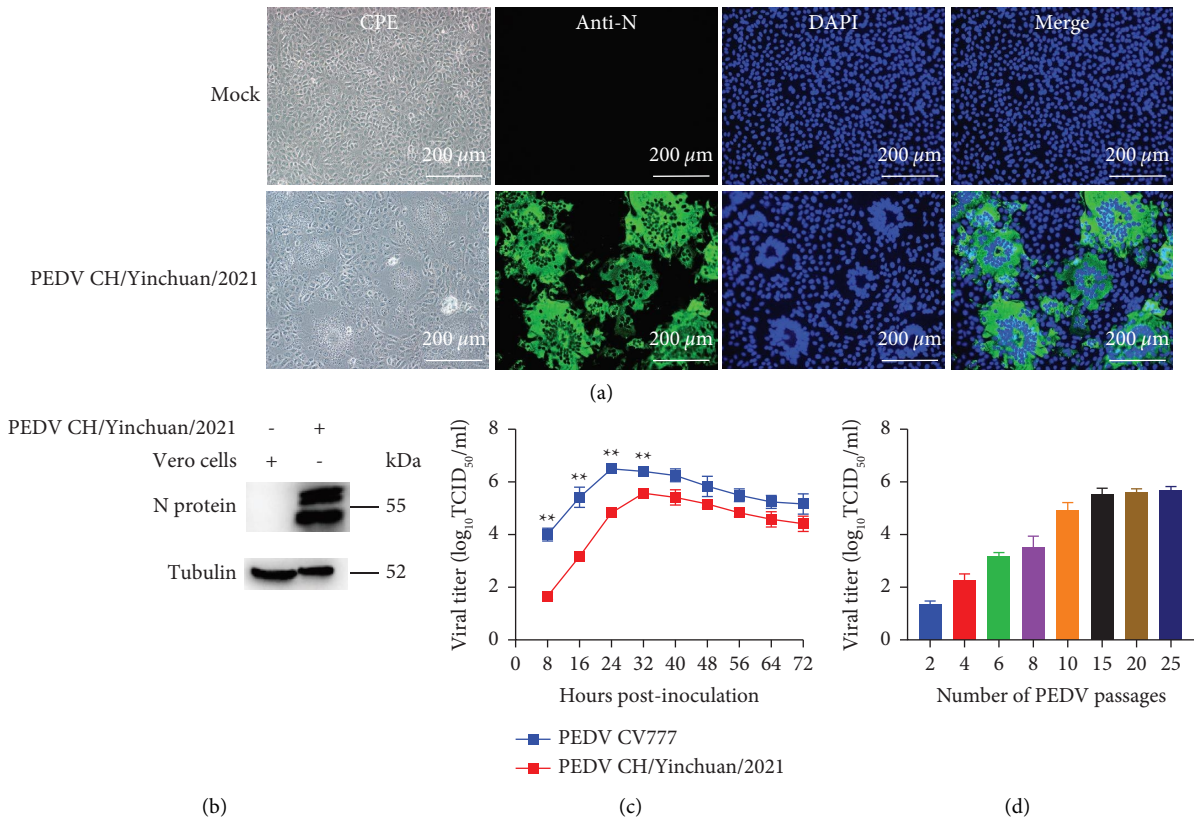 CPE Anti-N DAPI Merge
Mock
200 µm 200 µm 200 µm 200 µm
PEDV CH/Yinchuan/2021
200 µm 200 µm 200 µm 200 µm
(a)
PEDV CH/Yinchuan/2021 - +
Vero cells + - kDa
N protein 55
Tubulin 52
(b)
Viral titer (log10TCID50/ml)
8
6
4
2
0
** ** ** **
0 8 16 24 32 40 48 56 64 72
Hours post-inoculation
PEDV CV777
PEDV CH/Yinchuan/2021
(c)
Viral titer (log10TCID50/ml)
8
6
4
2
0
2 4 6 8 10 15 20 25
Number of PEDV passages
(d)